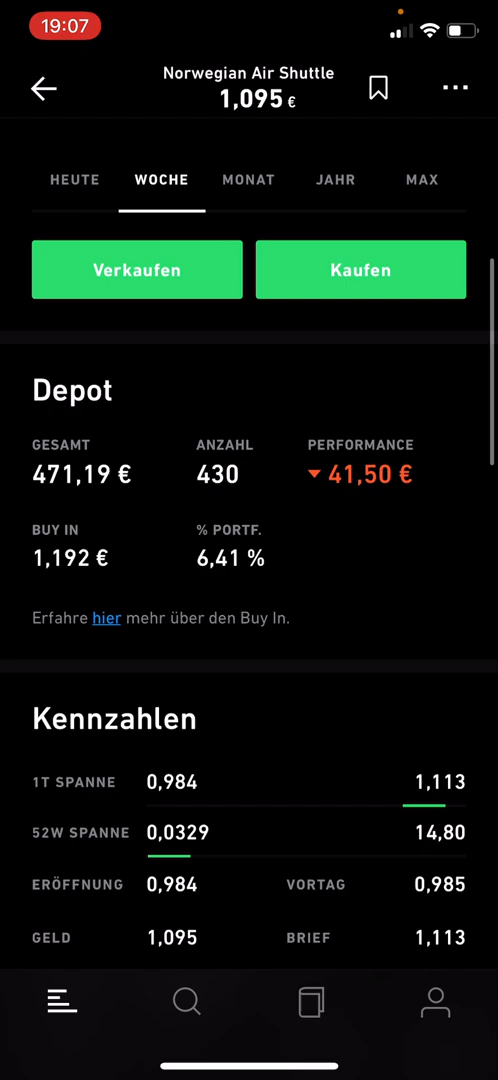 19:07
Norwegian Air Shuttle
1,095 €
HEUTE WOCHE MONAT JAHR MAX
Verkaufen Kaufen
Depot
GESAMT ANZAHL PERFORMANCE
471,19 € 430 41,50 €
BUY IN % PORTF.
1,192 € 6,41 %
Erfahre hier mehr über den Buy In.
Kennzahlen
1T SPANNE 0,984 1,113
52W SPANNE 0,0329 14,80
ERÖFFNUNG 0,984 VORTAG 0,985
GELD 1,095 BRIEF 1,113